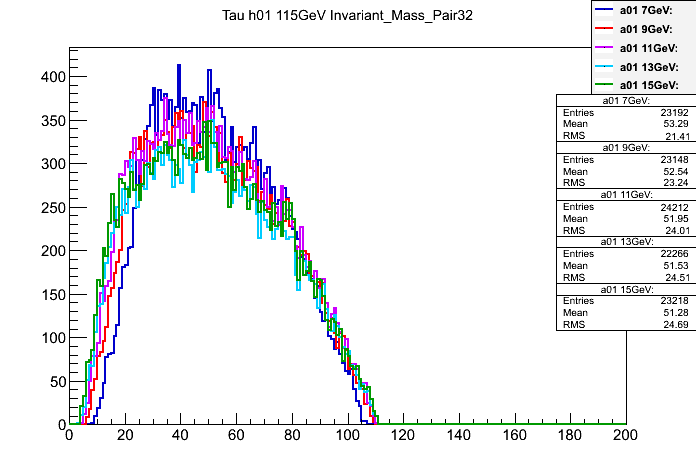 Tau h01 115GeV Invariant_Mass_Pair32
a01 7GeV:
a01 9GeV:
a01 11GeV:
a01 13GeV:
a01 15GeV:
a01 7GeV:
Entries 23192
Mean 53.29
RMS 21.41
a01 9GeV:
Entries 23148
Mean 52.54
RMS 23.24
a01 11GeV:
Entries 24212
Mean 51.95
RMS 24.01
a01 13GeV:
Entries 22266
Mean 51.53
RMS 24.51
a01 15GeV:
Entries 23218
Mean 51.28
RMS 24.69
400
350
300
250
200
150
100
50
0
0 20 40 60 80 100 120 140 160 180 200